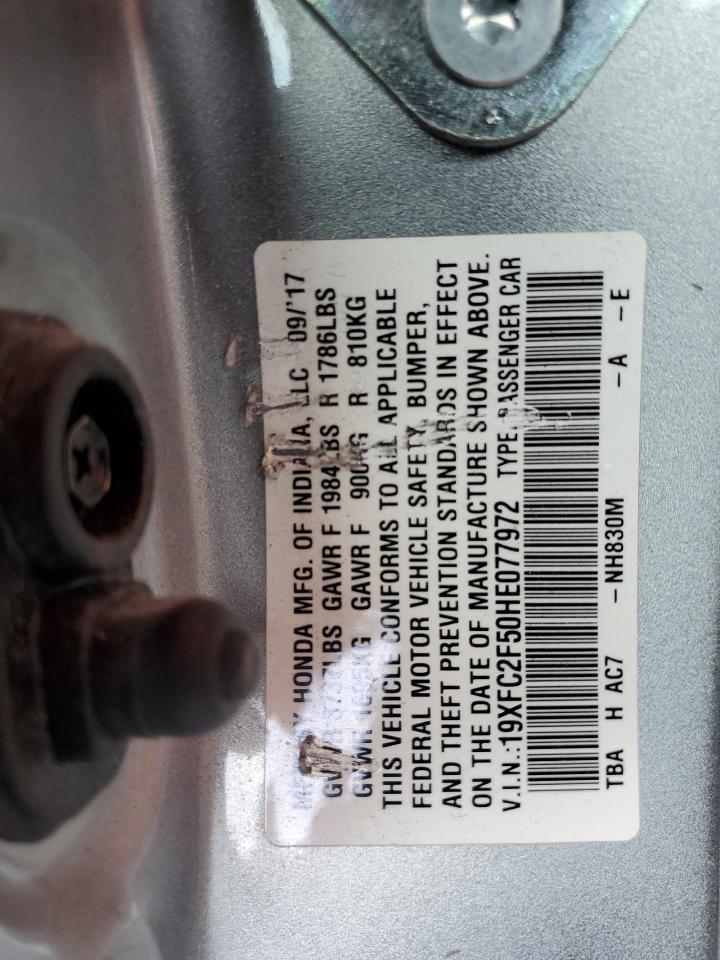 HONDA MFG. OF INDIANA, LLC 09/'17
GAWR F 1984LBS R 1786LBS
GAWR F 900KG R 810KG
THIS VEHICLE CONFORMS TO ALL APPLICABLE
FEDERAL MOTOR VEHICLE SAFETY, BUMPER,
AND THEFT PREVENTION STANDARDS IN EFFECT
ON THE DATE OF MANUFACTURE SHOWN ABOVE.
V.I.N.:19XFC2F50HE077972 TYPE:PASSENGER CAR
TBA H AC7 -NH830M -A -E